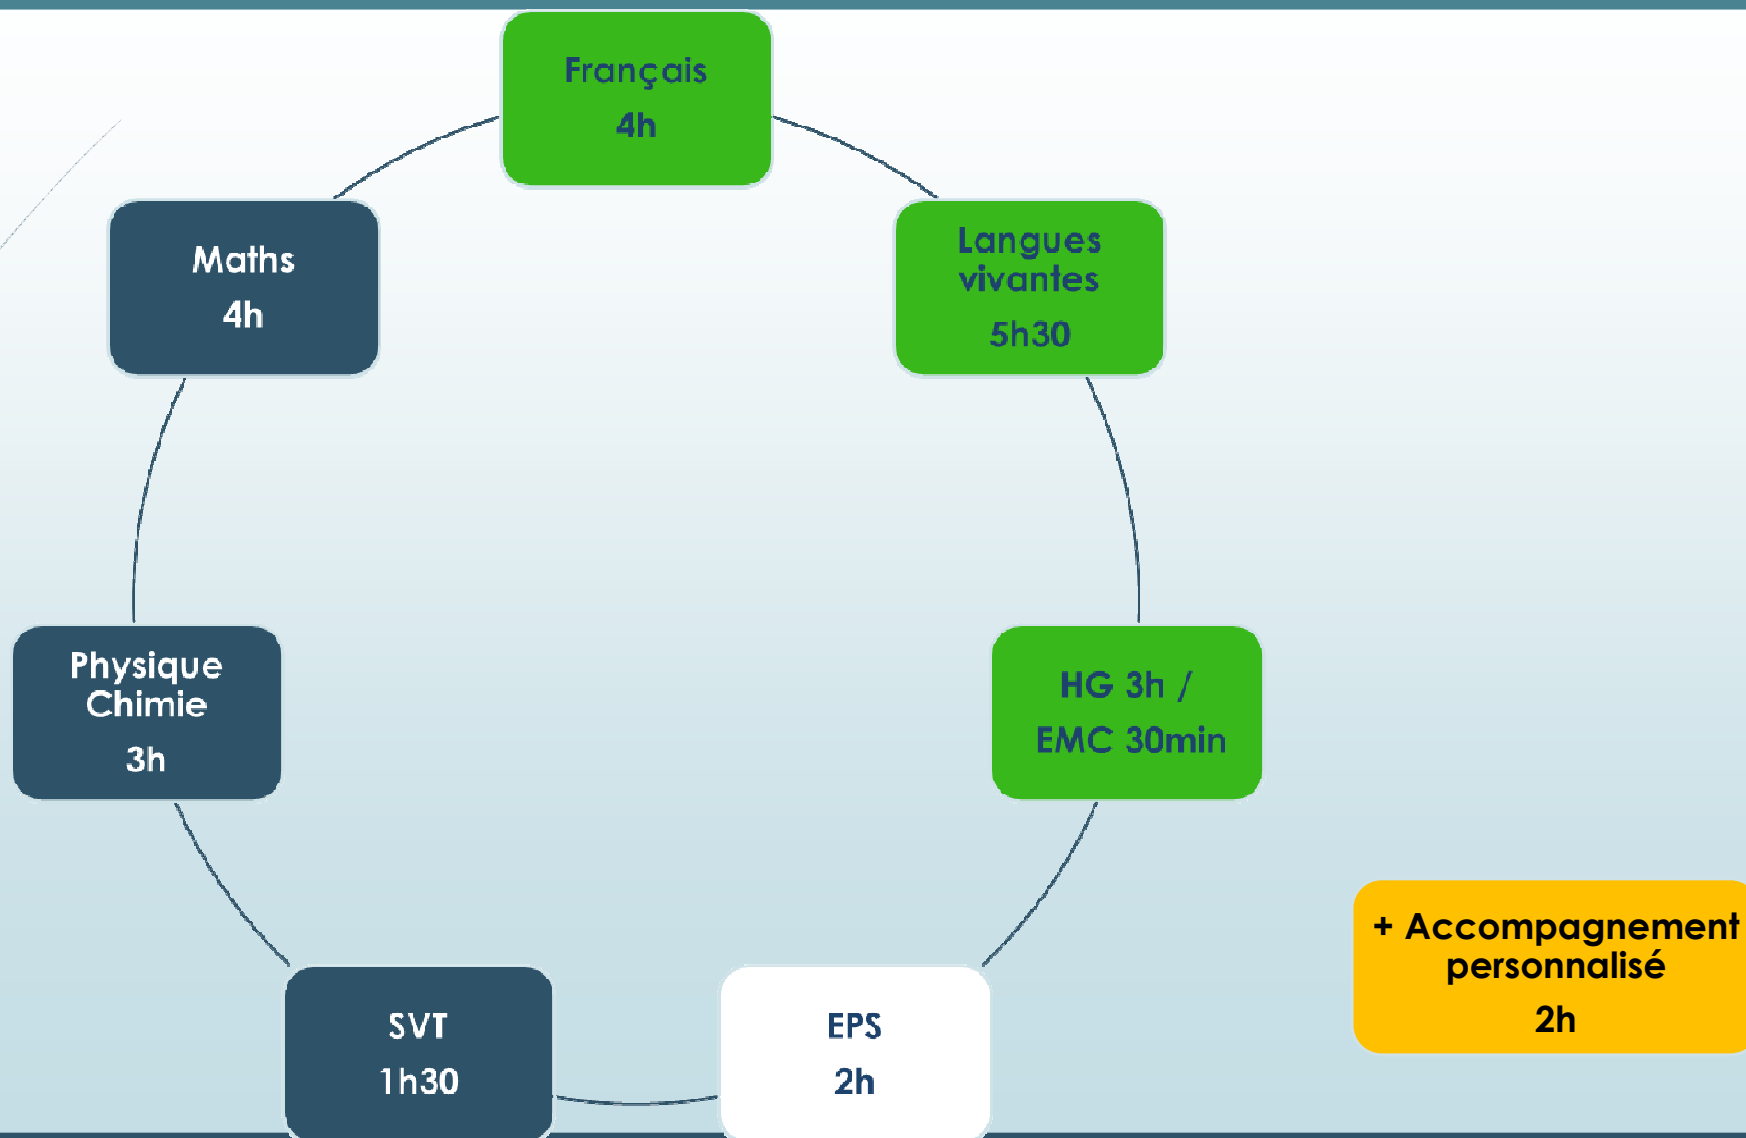 Français
4h
Maths
4h
Langues
vivantes
5h30
Physique
Chimie
3h
HG 3h /
EMC 30min
SVT
1h30
EPS
2h
+ Accompagnement
personnalisé
2h